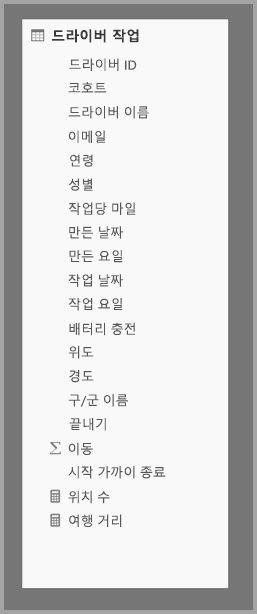 드라이버 작업
드라이버 ID
코호트
드라이버 이름
이메일
연령
성별
작업당 마일
만든 날짜
만든 요일
작업 날짜
작업 요일
배터리 충전
위도
경도
구/군 이름
끝내기
이동
시작 가까이 종료
위치 수
여행 거리